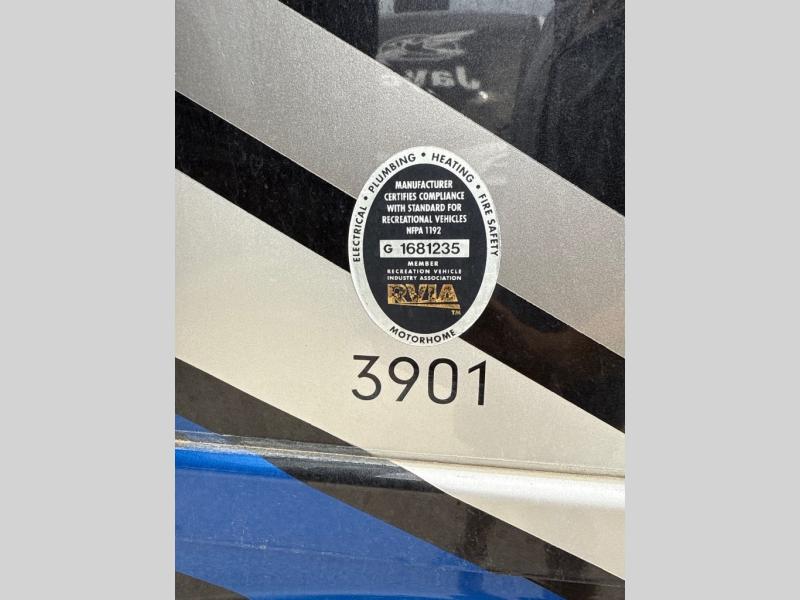 ELECTRICAL • PLUMBING • HEATING • FIRE SAFETY
MANUFACTURER
CERTIFIES COMPLIANCE
WITH STANDARD FOR
RECREATIONAL VEHICLES
NFPA 1192
G 1681235
MEMBER
RECREATION VEHICLE
INDUSTRY ASSOCIATION
RVIA
TM
MOTORHOME
3901